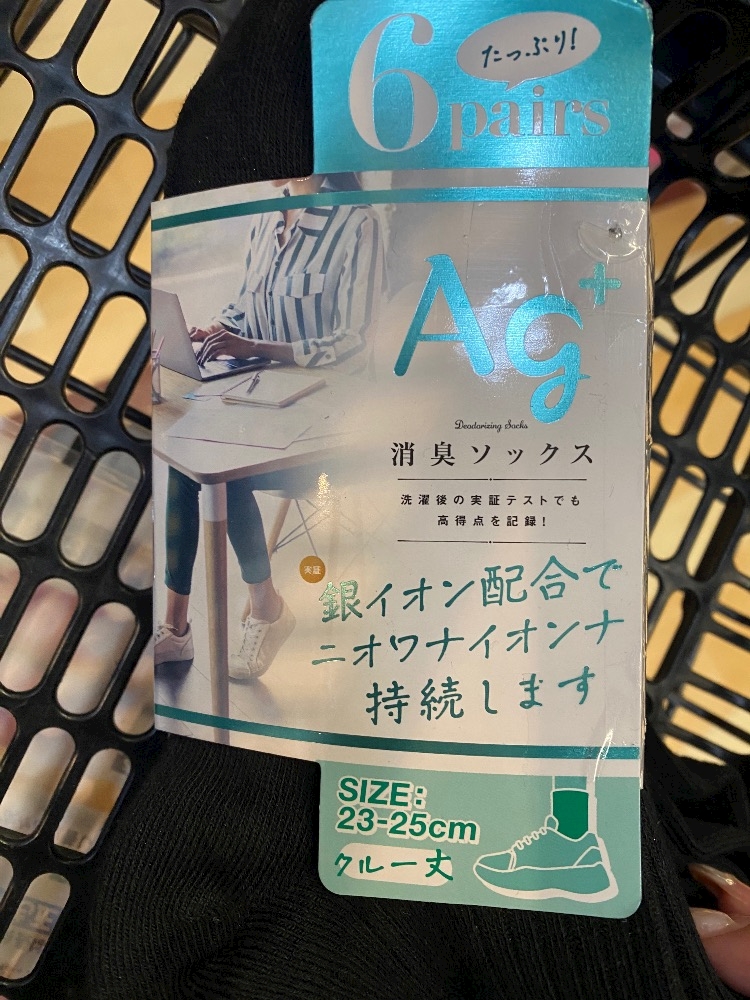 たっぷり!
6
pairs
Ag+
Deodorizing Socks
消臭ソックス
洗濯後の実証テストでも
高得点を記録!
実証
銀イオン配合で
ニオワナイオンナ
持続します
SIZE:
23-25cm
クルー丈